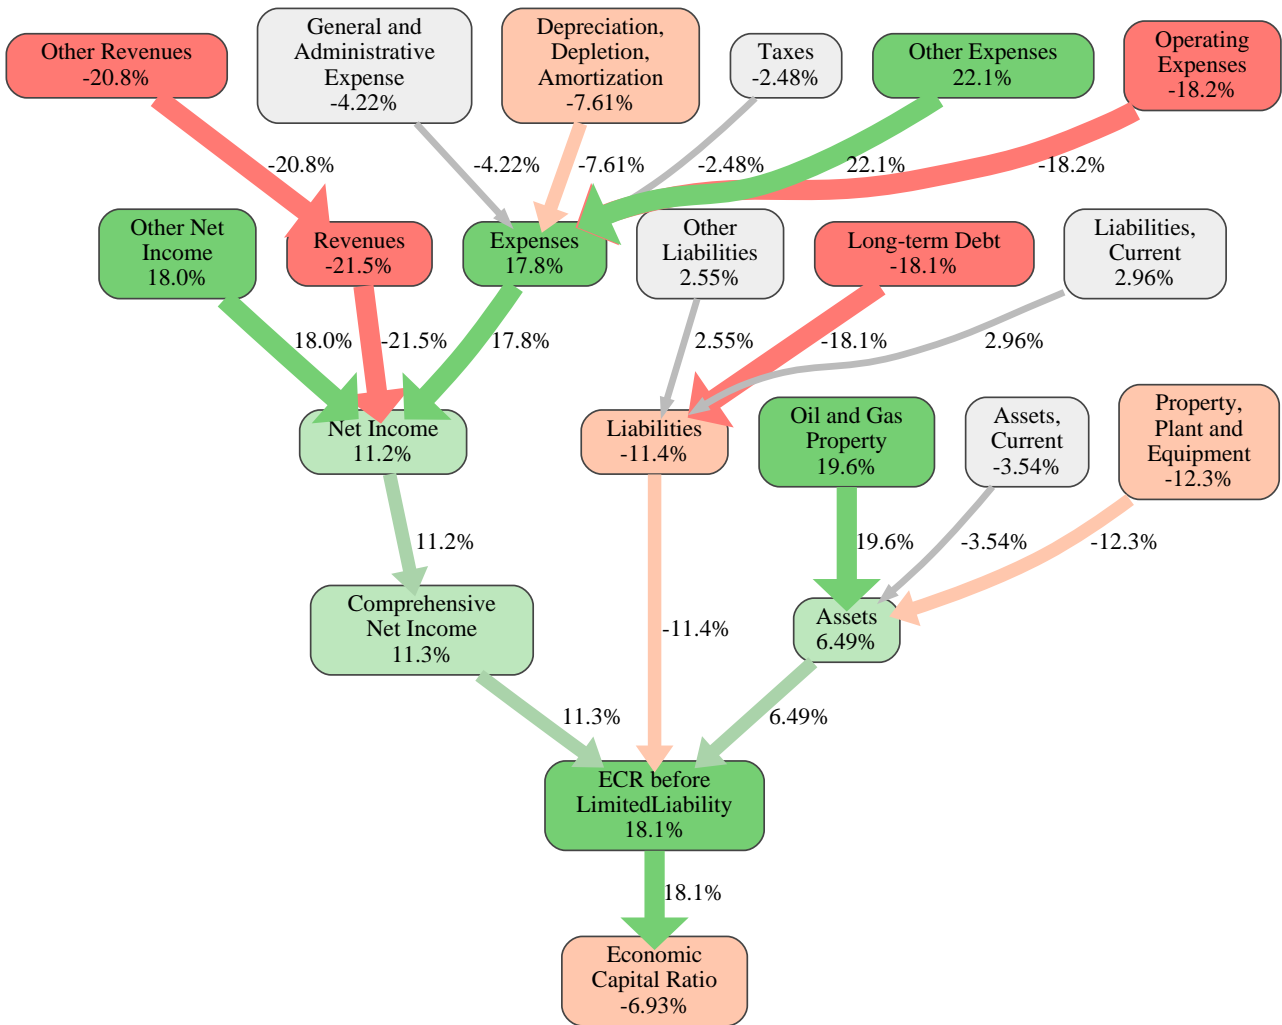 Other Revenues
-20.8%
General and
Administrative
Expense
-4.22%
Depreciation,
Depletion,
Amortization
-7.61%
Taxes
-2.48%
Other Expenses
22.1%
Operating
Expenses
-18.2%
-20.8%
-4.22%
-7.61%
-2.48%
22.1%
-18.2%
Other Net
Income
18.0%
Revenues
-21.5%
Expenses
17.8%
Other
Liabilities
2.55%
Long-term Debt
-18.1%
Liabilities,
Current
2.96%
18.0%
-21.5%
17.8%
2.55%
-18.1%
2.96%
Net Income
11.2%
Liabilities
-11.4%
Oil and Gas
Property
19.6%
Assets,
Current
-3.54%
Property,
Plant and
Equipment
-12.3%
11.2%
-11.4%
19.6%
-3.54%
-12.3%
Comprehensive
Net Income
11.3%
Assets
6.49%
11.3%
6.49%
ECR before
LimitedLiability
18.1%
18.1%
Economic
Capital Ratio
-6.93%